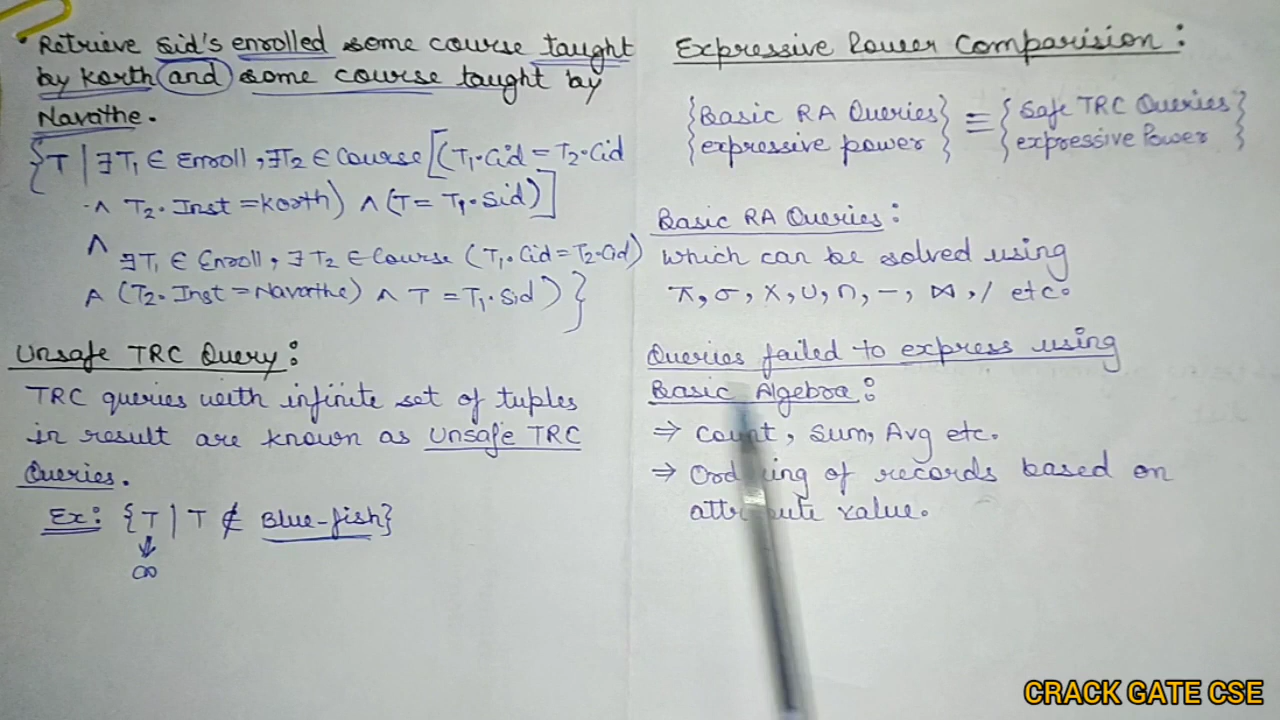 • Retrieve sid's enrolled some course taught
by Korth and some course taught by
Navathe.
{T | ∃T₁ ∈ Enroll, ∃T₂ ∈ Course [(T₁.Cid = T₂.Cid
∧ T₂.Inst = Korth) ∧ (T = T₁.Sid)]
∧ ∃T₁ ∈ Enroll, ∃T₂ ∈ Course (T₁.Cid = T₂.Cid)
∧ (T₂.Inst = Navathe) ∧ T = T₁.Sid)}
Unsafe TRC Query:
TRC queries with infinite set of tuples
in result are known as Unsafe TRC
Queries.
Ex: {T | T ∉ Blue-fish}
∞
Expressive Power Comparision:
{Basic RA Queries expressive power} ≡ {Safe TRC Queries expressive Power}
Basic RA Queries:
which can be solved using
π, σ, ×, ∪, ∩, −, ⋈, / etc.
Queries failed to express using
Basic Algebra:
⇒ Count, Sum, Avg etc.
⇒ Ordering of records based on
attribute value.
CRACK GATE CSE